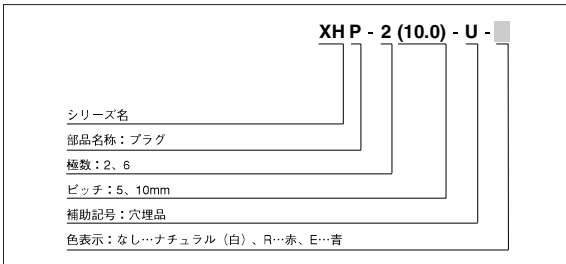 XH P - 2 (10.0) - U -
シリーズ名
部品名称：プラグ
極数：2、6
ピッチ：5、10mm
補助記号：穴埋品
色表示：なし…ナチュラル（白）、R…赤、E…青